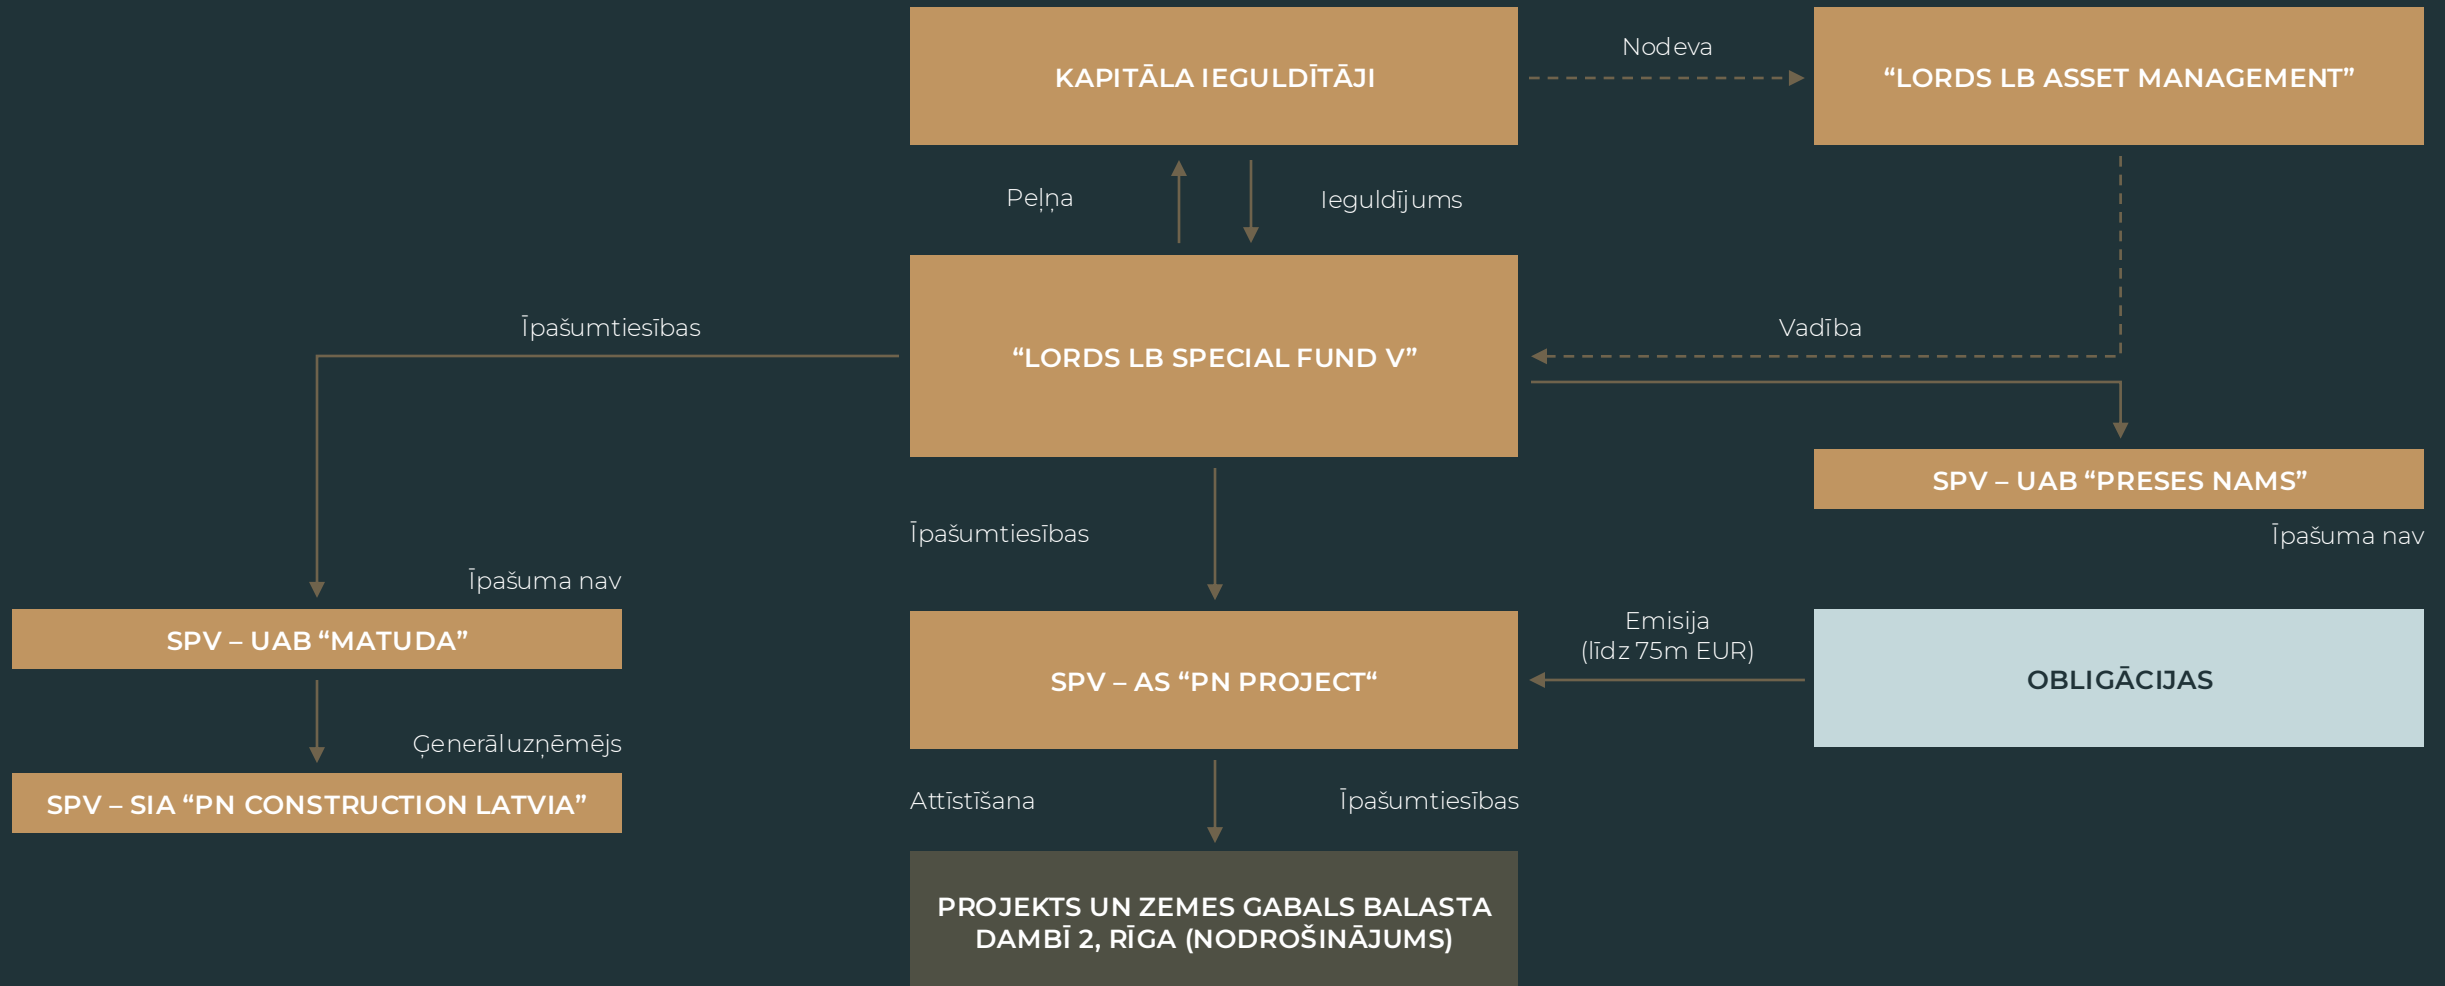 KAPITĀLA IEGULDĪTĀJI
Nodeva
“LORDS LB ASSET MANAGEMENT”
Peļņa
Ieguldījums
Īpašumtiesības
“LORDS LB SPECIAL FUND V”
Vadība
SPV – UAB “PRESES NAMS”
Īpašuma nav
Īpašumtiesības
Īpašuma nav
SPV – UAB “MATUDA”
Ģenerāluzņēmējs
SPV – SIA “PN CONSTRUCTION LATVIA”
SPV – AS “PN PROJECT“
Emisija
(līdz 75m EUR)
OBLIGĀCIJAS
Attīstīšana
Īpašumtiesības
PROJEKTS UN ZEMES GABALS BALASTA
DAMBĪ 2, RĪGA (NODROŠINĀJUMS)